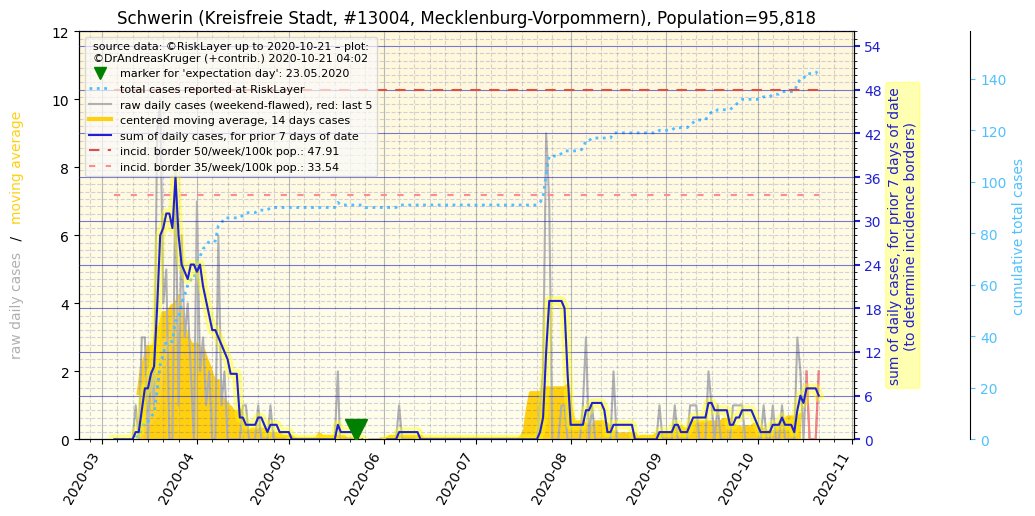 Schwerin (Kreisfreie Stadt, #13004, Mecklenburg-Vorpommern), Population=95,818
source data: ©RiskLayer up to 2020-10-21 – plot:
©DrAndreasKruger (+contrib.) 2020-10-21 04:02
marker for 'expectation day': 23.05.2020
total cases reported at RiskLayer
raw daily cases (weekend-flawed), red: last 5
centered moving average, 14 days cases
sum of daily cases, for prior 7 days of date
incid. border 50/week/100k pop.: 47.91
incid. border 35/week/100k pop.: 33.54
raw daily cases / moving average
12
10
8
6
4
2
0
54
48
42
36
30
24
18
12
6
0
sum of daily cases, for prior 7 days of date
(to determine incidence borders)
140
120
100
80
60
40
20
0
cumulative total cases
2020-03
2020-04
2020-05
2020-06
2020-07
2020-08
2020-09
2020-10
2020-11